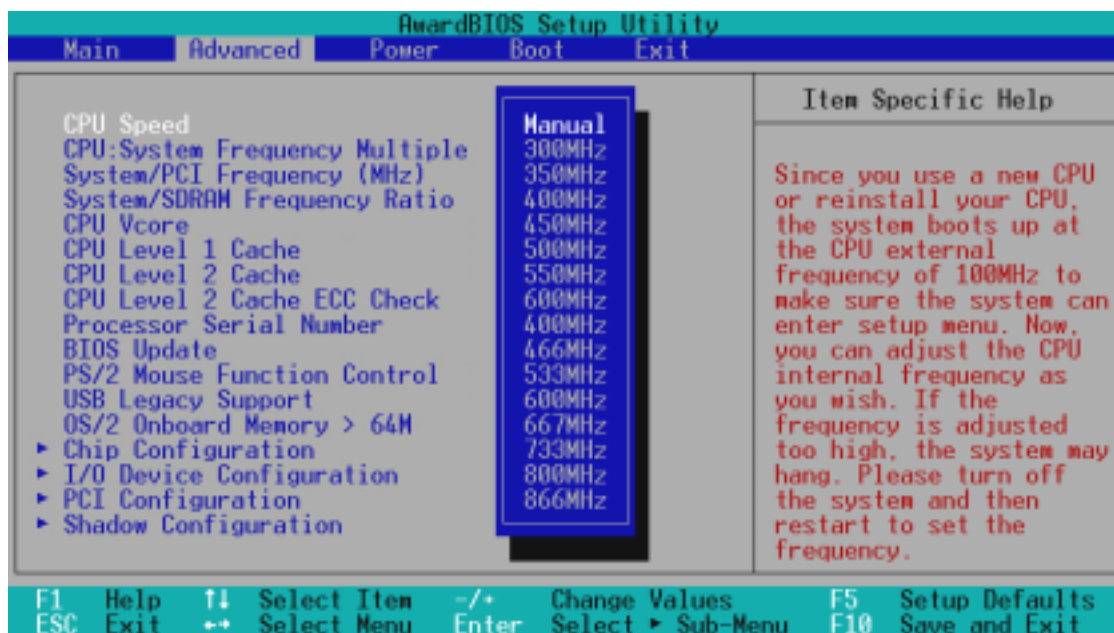 AwardBIOS Setup Utility
Main Advanced Power Boot Exit
CPU Speed
CPU:System Frequency Multiple
System/PCI Frequency (MHz)
System/SDRAM Frequency Ratio
CPU Vcore
CPU Level 1 Cache
CPU Level 2 Cache
CPU Level 2 Cache ECC Check
Processor Serial Number
BIOS Update
PS/2 Mouse Function Control
USB Legacy Support
OS/2 Onboard Memory > 64M
▸ Chip Configuration
▸ I/O Device Configuration
▸ PCI Configuration
▸ Shadow Configuration
Manual
300MHz
350MHz
400MHz
450MHz
500MHz
550MHz
600MHz
400MHz
466MHz
533MHz
600MHz
667MHz
733MHz
800MHz
866MHz
Item Specific Help
Since you use a new CPU
or reinstall your CPU,
the system boots up at
the CPU external
frequency of 100MHz to
make sure the system can
enter setup menu. Now,
you can adjust the CPU
internal frequency as
you wish. If the
frequency is adjusted
too high, the system may
hang. Please turn off
the system and then
restart to set the
frequency.
F1 Help ↑↓ Select Item -/+ Change Values F5 Setup Defaults
ESC Exit ←→ Select Menu Enter Select ▸ Sub-Menu F10 Save and Exit